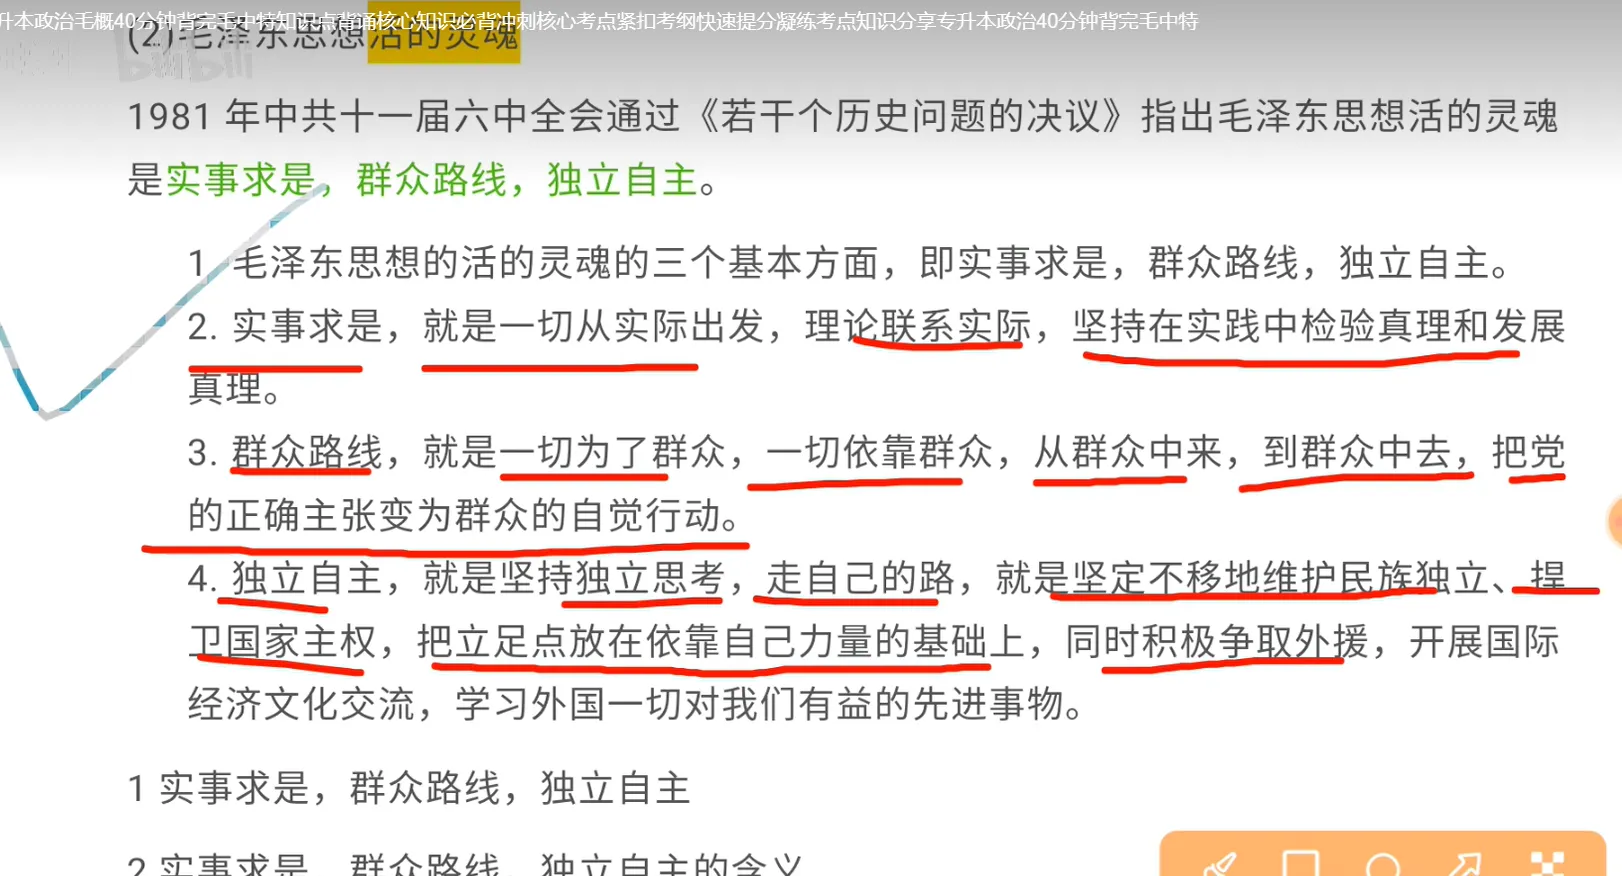 升本政治毛概40分钟背完毛中特知识点背诵核心知识必背冲刺核心考点紧扣考纲快速提分凝练考点知识分享专升本政治40分钟背完毛中特
(2)毛泽东思想活的灵魂
bilibili
1981 年中共十一届六中全会通过《若干个历史问题的决议》指出毛泽东思想活的灵魂
是实事求是，群众路线，独立自主。
1. 毛泽东思想的活的灵魂的三个基本方面，即实事求是，群众路线，独立自主。
2. 实事求是，就是一切从实际出发，理论联系实际，坚持在实践中检验真理和发展
真理。
3. 群众路线，就是一切为了群众，一切依靠群众，从群众中来，到群众中去，把党
的正确主张变为群众的自觉行动。
4. 独立自主，就是坚持独立思考，走自己的路，就是坚定不移地维护民族独立、捍
卫国家主权，把立足点放在依靠自己力量的基础上，同时积极争取外援，开展国际
经济文化交流，学习外国一切对我们有益的先进事物。
1 实事求是，群众路线，独立自主
2 实事求是，群众路线，独立自主的含义